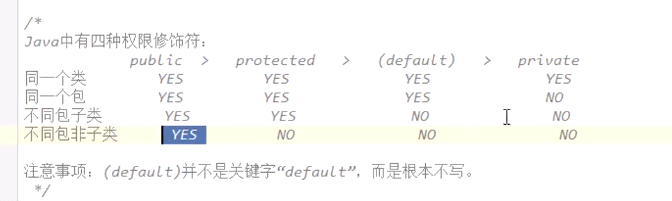 /*
Java中有四种权限修饰符：
public > protected > (default) > private
同一个类 YES YES YES YES
同一个包 YES YES YES NO
不同包子类 YES YES NO NO
不同包非子类 YES NO NO NO
注意事项：(default)并不是关键字“default”，而是根本不写。
*/